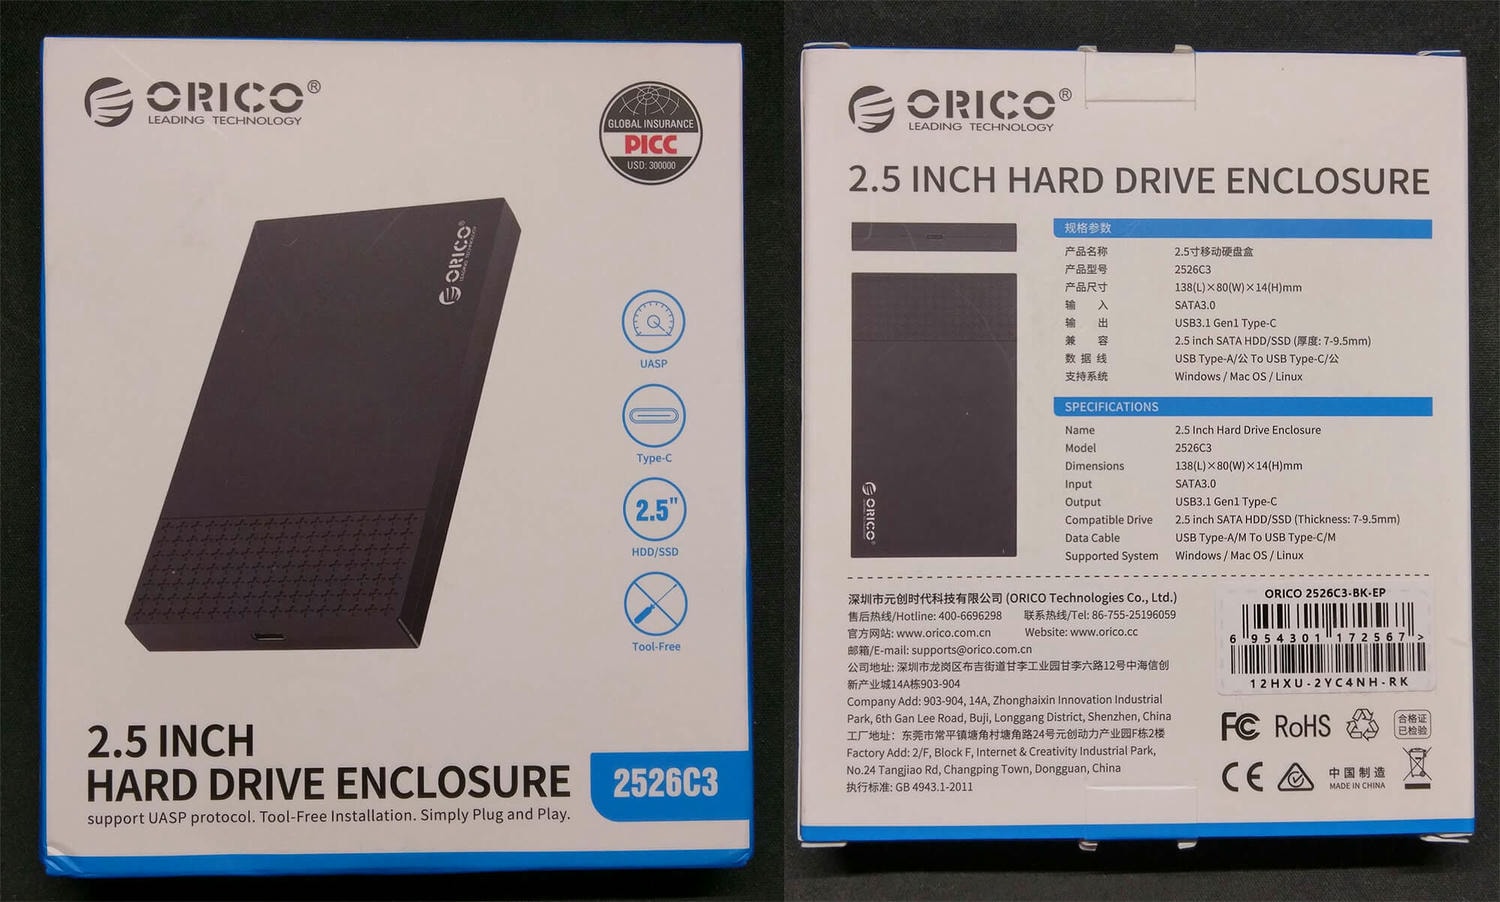 ORICO®
LEADING TECHNOLOGY
GLOBAL INSURANCE
PICC
USD: 300000
ORICO®
LEADING TECHNOLOGY
UASP
Type-C
2.5"
HDD/SSD
Tool-Free
2.5 INCH
HARD DRIVE ENCLOSURE
support UASP protocol. Tool-Free Installation. Simply Plug and Play.
2526C3
ORICO®
LEADING TECHNOLOGY
2.5 INCH HARD DRIVE ENCLOSURE
规格参数
产品名称 2.5寸移动硬盘盒
产品型号 2526C3
产品尺寸 138(L)×80(W)×14(H)mm
输入 SATA3.0
输出 USB3.1 Gen1 Type-C
兼容 2.5 inch SATA HDD/SSD (厚度: 7-9.5mm)
数据线 USB Type-A/公 To USB Type-C/公
支持系统 Windows / Mac OS / Linux
SPECIFICATIONS
Name 2.5 Inch Hard Drive Enclosure
Model 2526C3
Dimensions 138(L)×80(W)×14(H)mm
Input SATA3.0
Output USB3.1 Gen1 Type-C
Compatible Drive 2.5 inch SATA HDD/SSD (Thickness: 7-9.5mm)
Data Cable USB Type-A/M To USB Type-C/M
Supported System Windows / Mac OS / Linux
ORICO
深圳市元创时代科技有限公司 (ORICO Technologies Co., Ltd.)
售后热线/Hotline: 400-6696298 联系热线/Tel: 86-755-25196059
官方网站: www.orico.com.cn Website: www.orico.cc
邮箱/E-mail: supports@orico.com.cn
公司地址: 深圳市龙岗区布吉街道甘李工业园甘李六路12号中海信创
新产业城14A栋903-904
Company Add: 903-904, 14A, Zhonghaixin Innovation Industrial
Park, 6th Gan Lee Road, Buji, Longgang District, Shenzhen, China
工厂地址: 东莞市常平镇塘角村塘角路24号元创动力产业园F栋2楼
Factory Add: 2/F, Block F, Internet & Creativity Industrial Park,
No.24 Tangjiao Rd, Changping Town, Dongguan, China
执行标准: GB 4943.1-2011
ORICO 2526C3-BK-EP
6 954301 172567 >
12HXU-2YC4NH-RK
FC RoHS 合格证
已检验
CE 中国制造
MADE IN CHINA